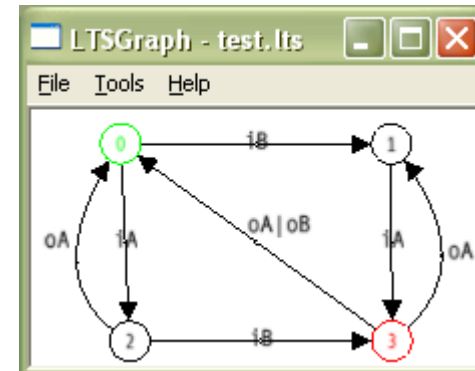 LTSGraph - test.lts
File Tools Help
0 iB 1
oA iA oA|oB iA oA
2 iB 3